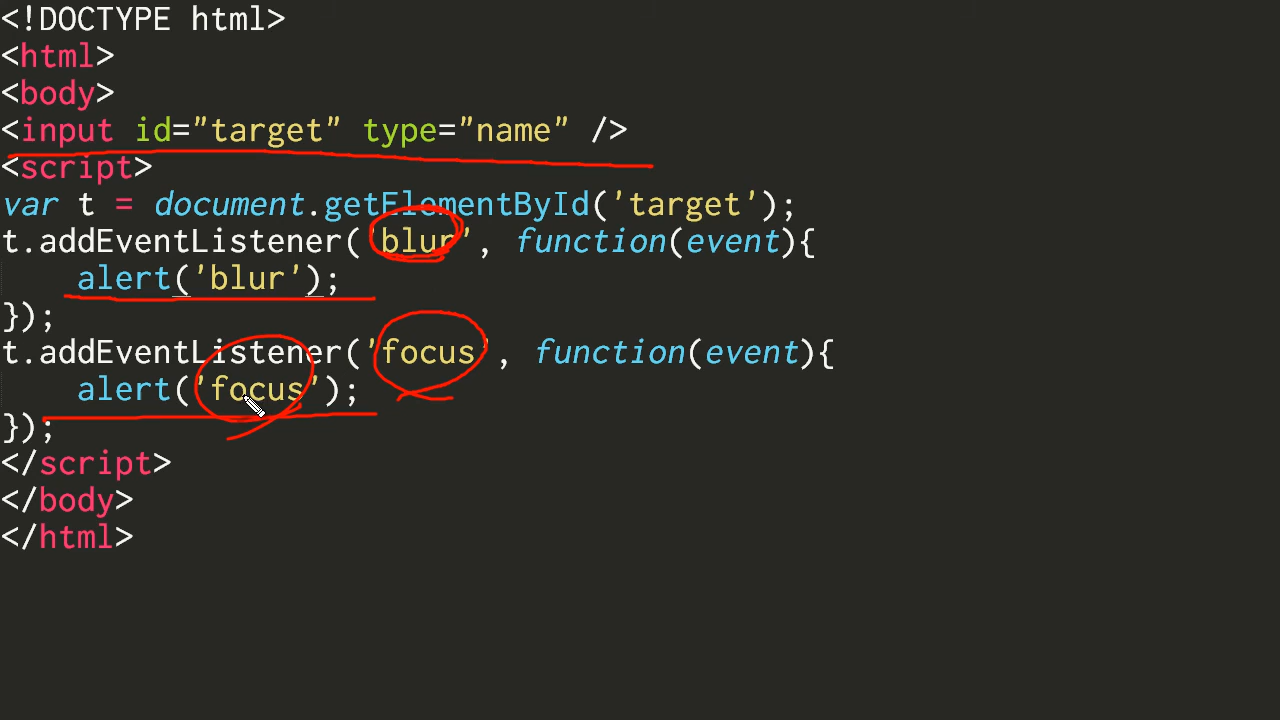 <!DOCTYPE html>
<html>
<body>
<input id="target" type="name" />
<script>
var t = document.getElementById('target');
t.addEventListener('blur', function(event){
    alert('blur');
});
t.addEventListener('focus', function(event){
    alert('focus');
});
</script>
</body>
</html>